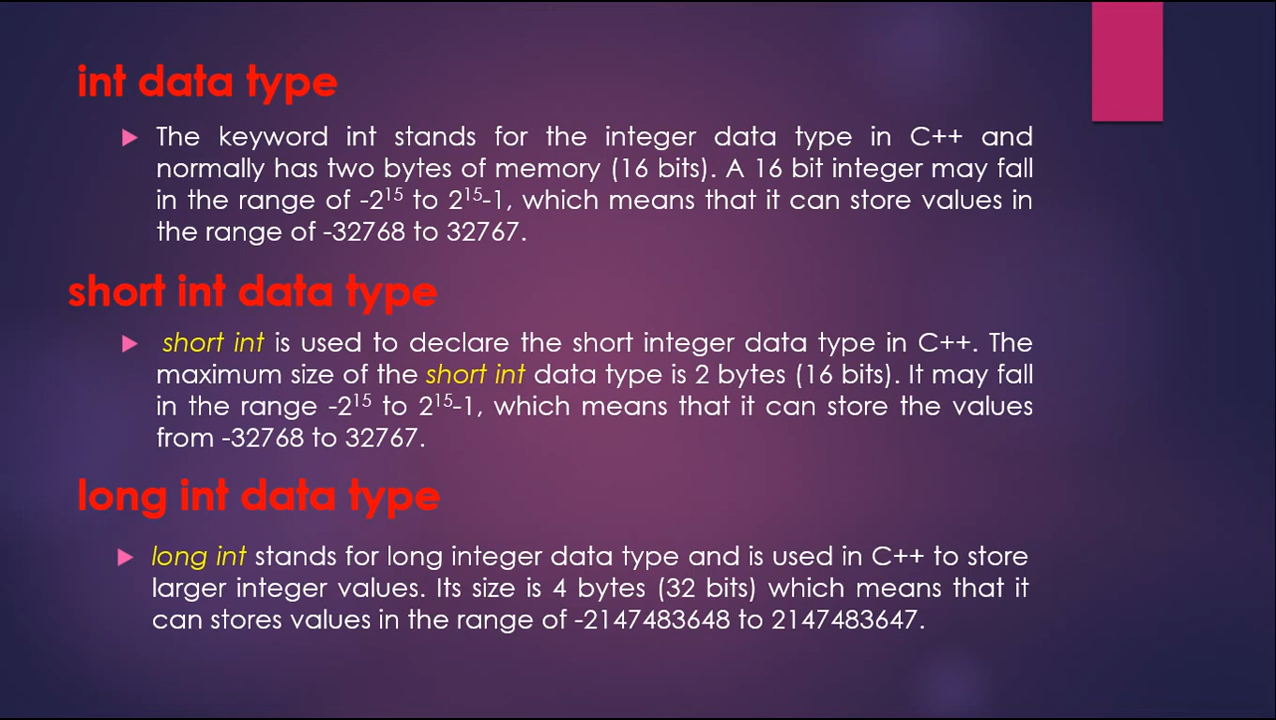 int data type
The keyword int stands for the integer data type in C++ and
normally has two bytes of memory (16 bits). A 16 bit integer may fall
in the range of -2¹⁵ to 2¹⁵-1, which means that it can store values in
the range of -32768 to 32767.
short int data type
short int is used to declare the short integer data type in C++. The
maximum size of the short int data type is 2 bytes (16 bits). It may fall
in the range -2¹⁵ to 2¹⁵-1, which means that it can store the values
from -32768 to 32767.
long int data type
long int stands for long integer data type and is used in C++ to store
larger integer values. Its size is 4 bytes (32 bits) which means that it
can stores values in the range of -2147483648 to 2147483647.